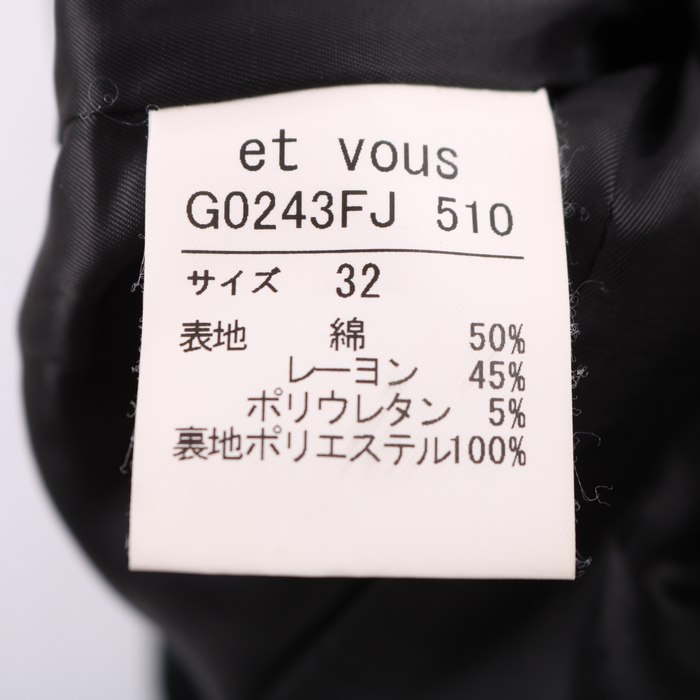 et vous
G0243FJ 510
サイズ 32
表地 綿 50%
レーヨン 45%
ポリウレタン 5%
裏地ポリエステル100%